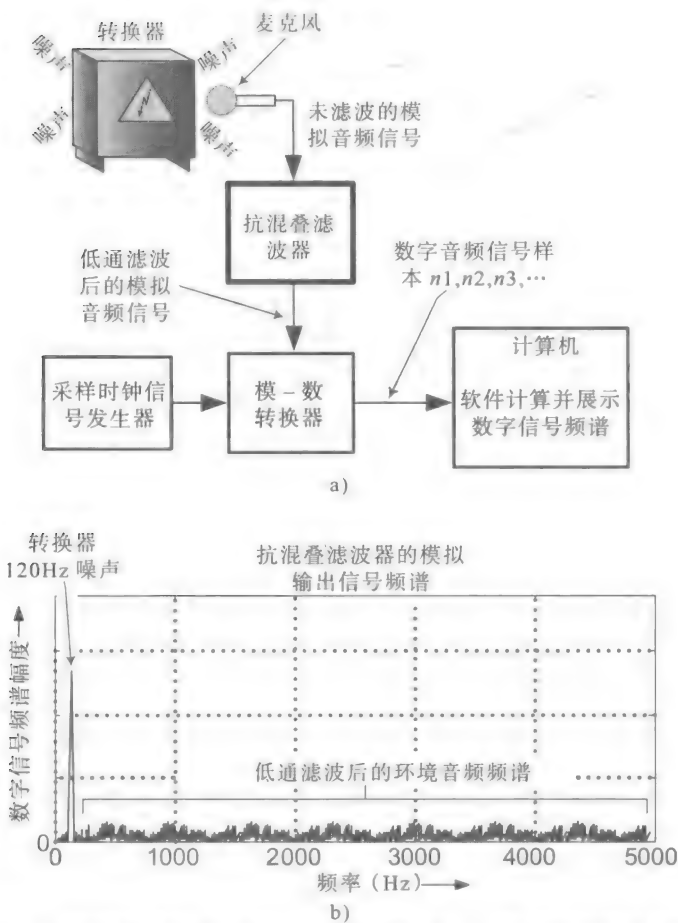 转换器
麦克风
噪声
噪声
噪声
噪声
未滤波的模
拟音频信号
抗混叠滤
波器
低通滤波
后的模拟
音频信号
数字音频信号样
本 n1,n2,n3,…
采样时钟信
号发生器
模－数
转换器
计算机
软件计算并展示
数字信号频谱
a)
转换器
120Hz 噪声
抗混叠滤波器的模拟
输出信号频谱
数字信号频谱幅度
低通滤波后的环境音频频谱
0
0
1000
2000
3000
4000
5000
频率（Hz）
b)